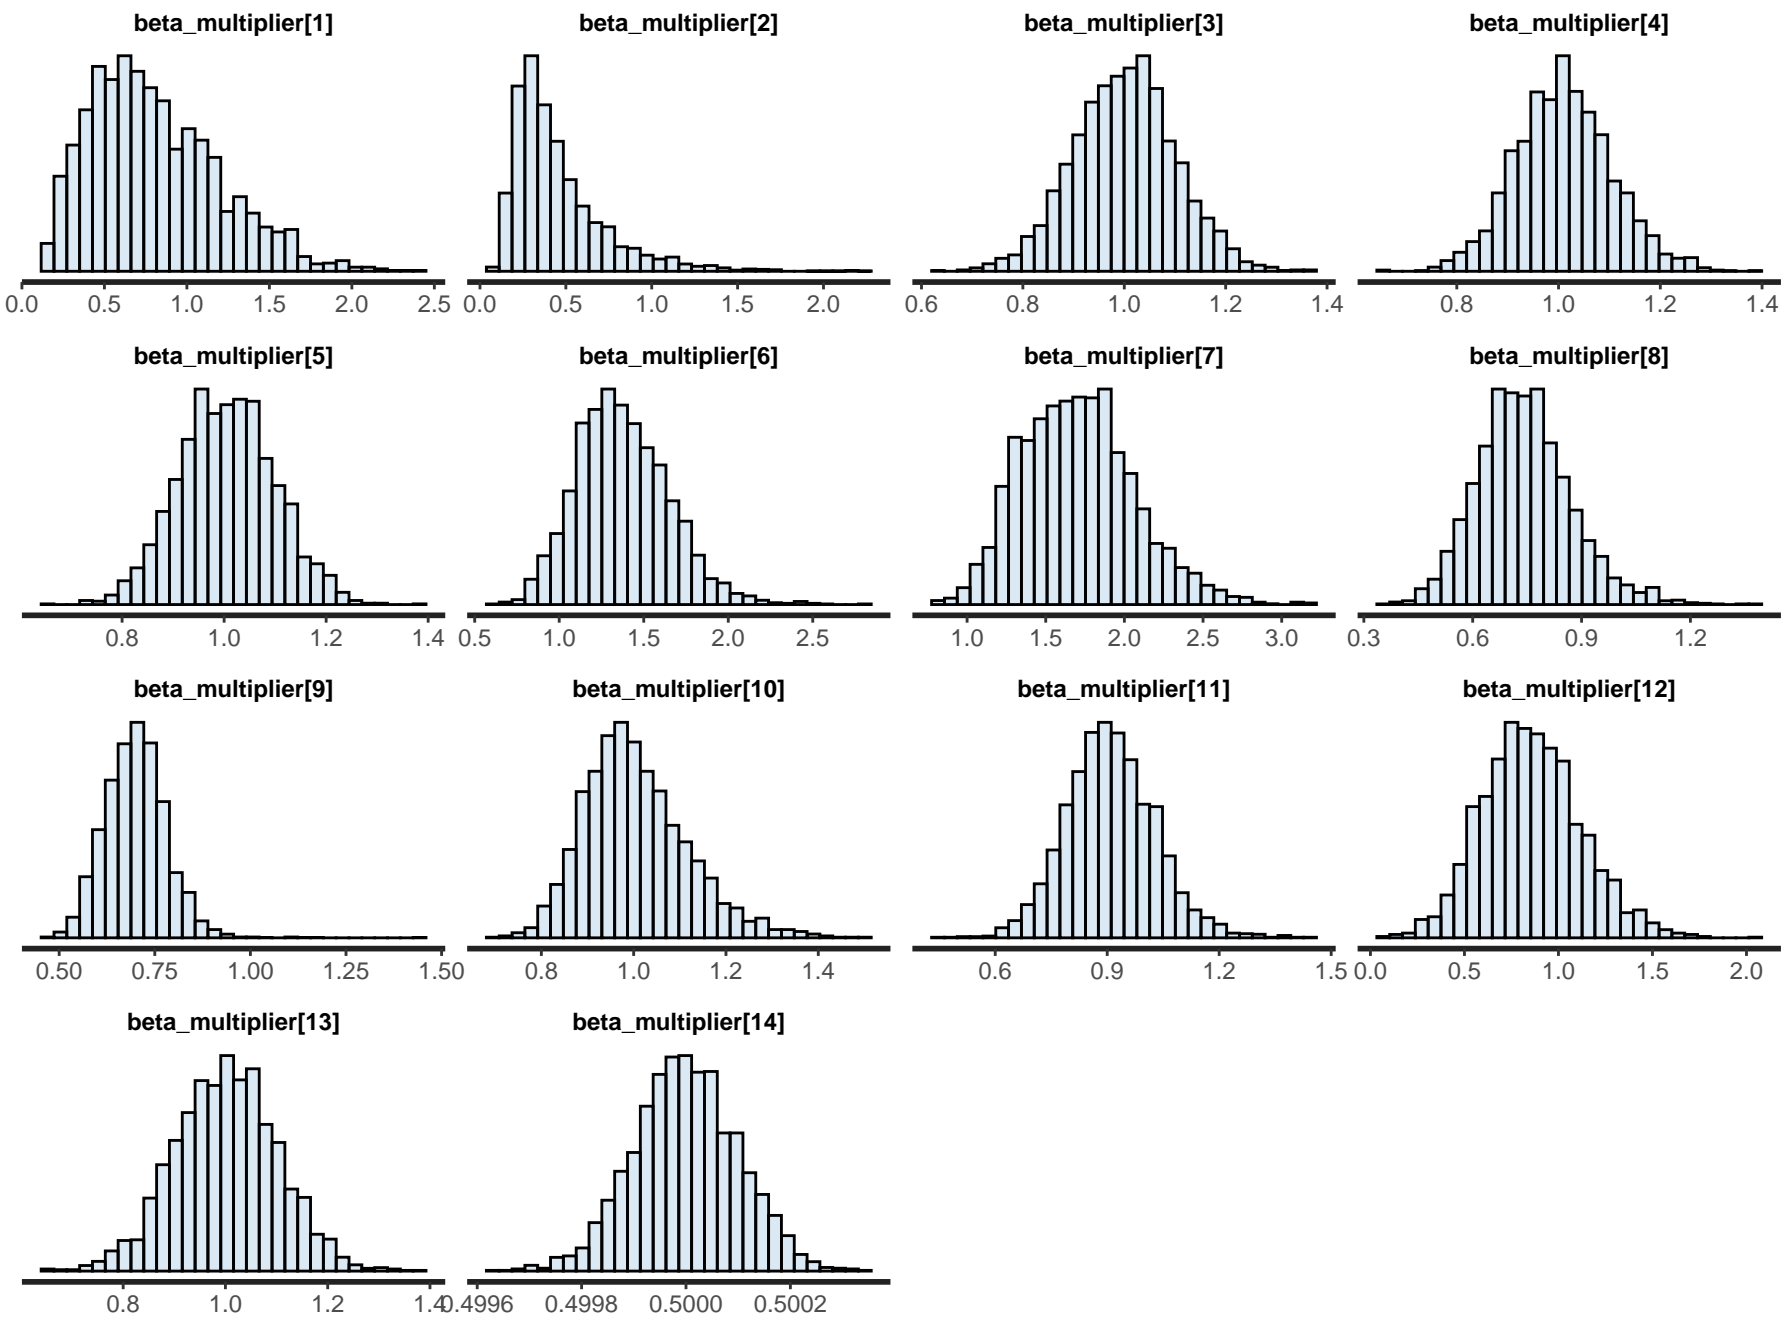 beta_multiplier[1] beta_multiplier[2] beta_multiplier[3] beta_multiplier[4]
0.0 0.5 1.0 1.5 2.0 2.5 0.0 0.5 1.0 1.5 2.0 0.6 0.8 1.0 1.2 1.4 0.8 1.0 1.2 1.4
beta_multiplier[5] beta_multiplier[6] beta_multiplier[7] beta_multiplier[8]
0.8 1.0 1.2 1.4 0.5 1.0 1.5 2.0 2.5 1.0 1.5 2.0 2.5 3.0 0.3 0.6 0.9 1.2
beta_multiplier[9] beta_multiplier[10] beta_multiplier[11] beta_multiplier[12]
0.50 0.75 1.00 1.25 1.50 0.8 1.0 1.2 1.4 0.6 0.9 1.2 1.5 0.0 0.5 1.0 1.5 2.0
beta_multiplier[13] beta_multiplier[14]
0.8 1.0 1.2 1.4 0.4996 0.4998 0.5000 0.5002